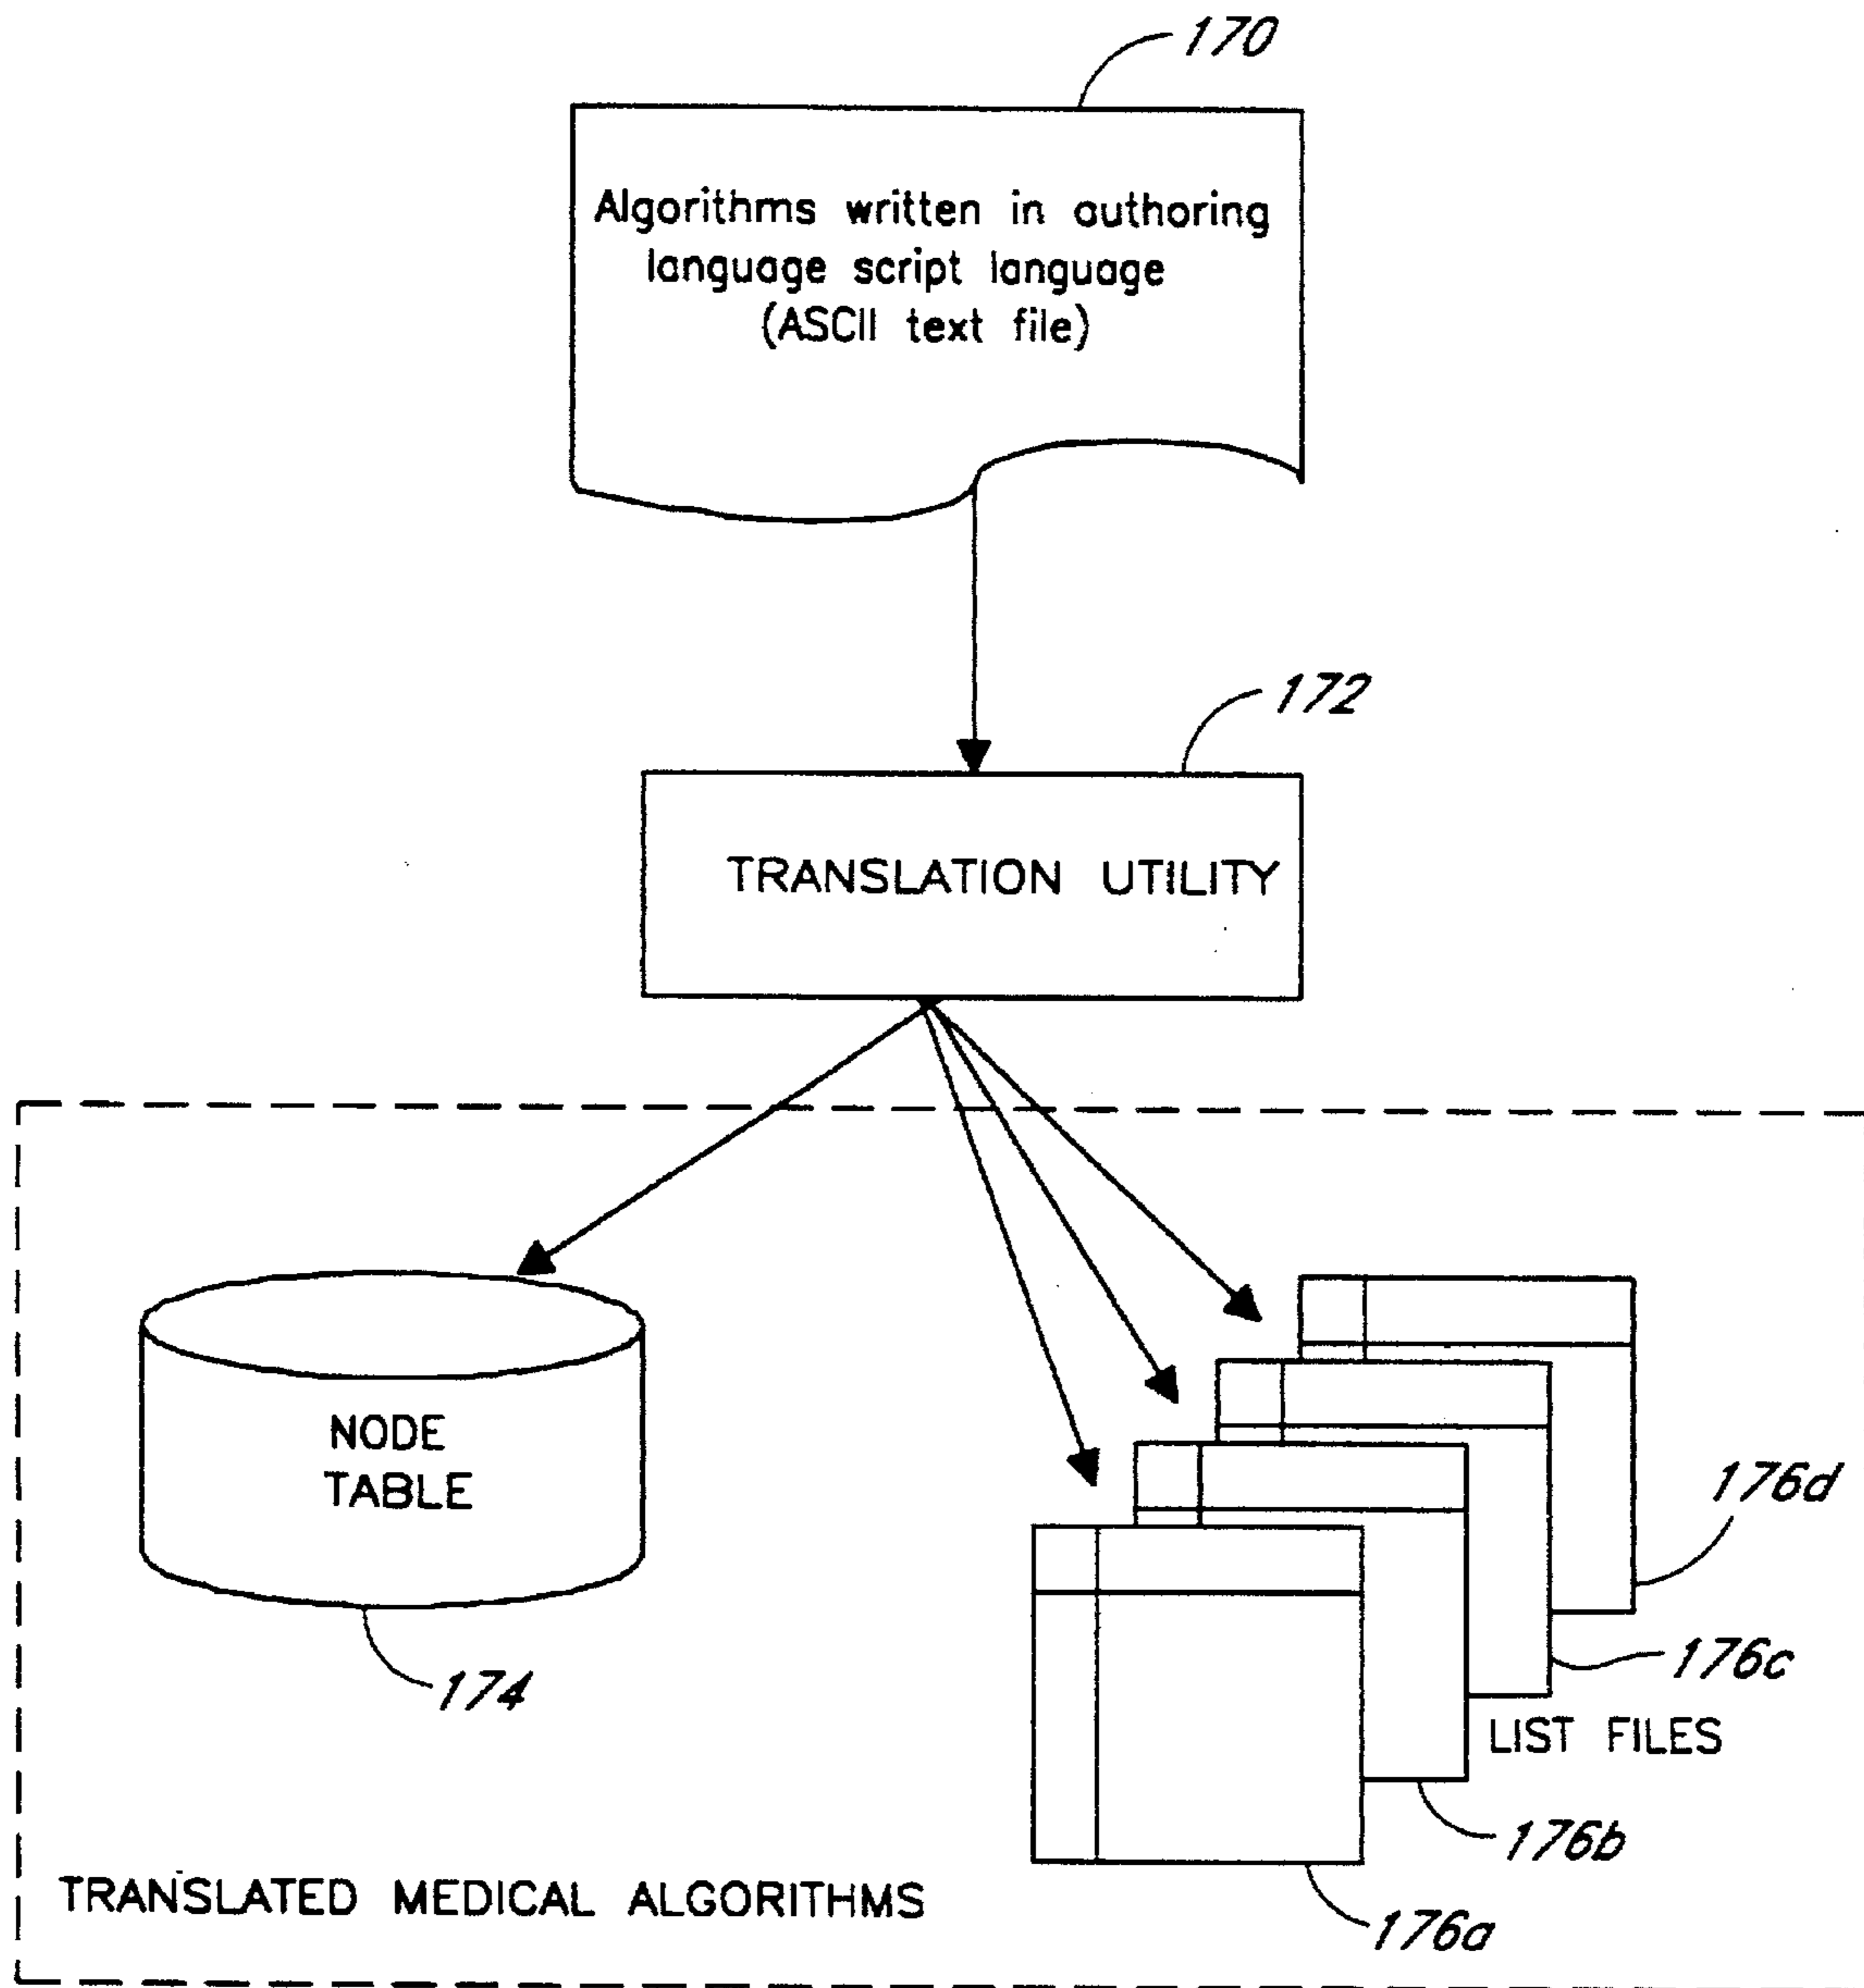 170
Algorithms written in authoring
language script language
(ASCII text file)
172
TRANSLATION UTILITY
NODE
TABLE
174
176d
176c
LIST FILES
176b
176a
TRANSLATED MEDICAL ALGORITHMS